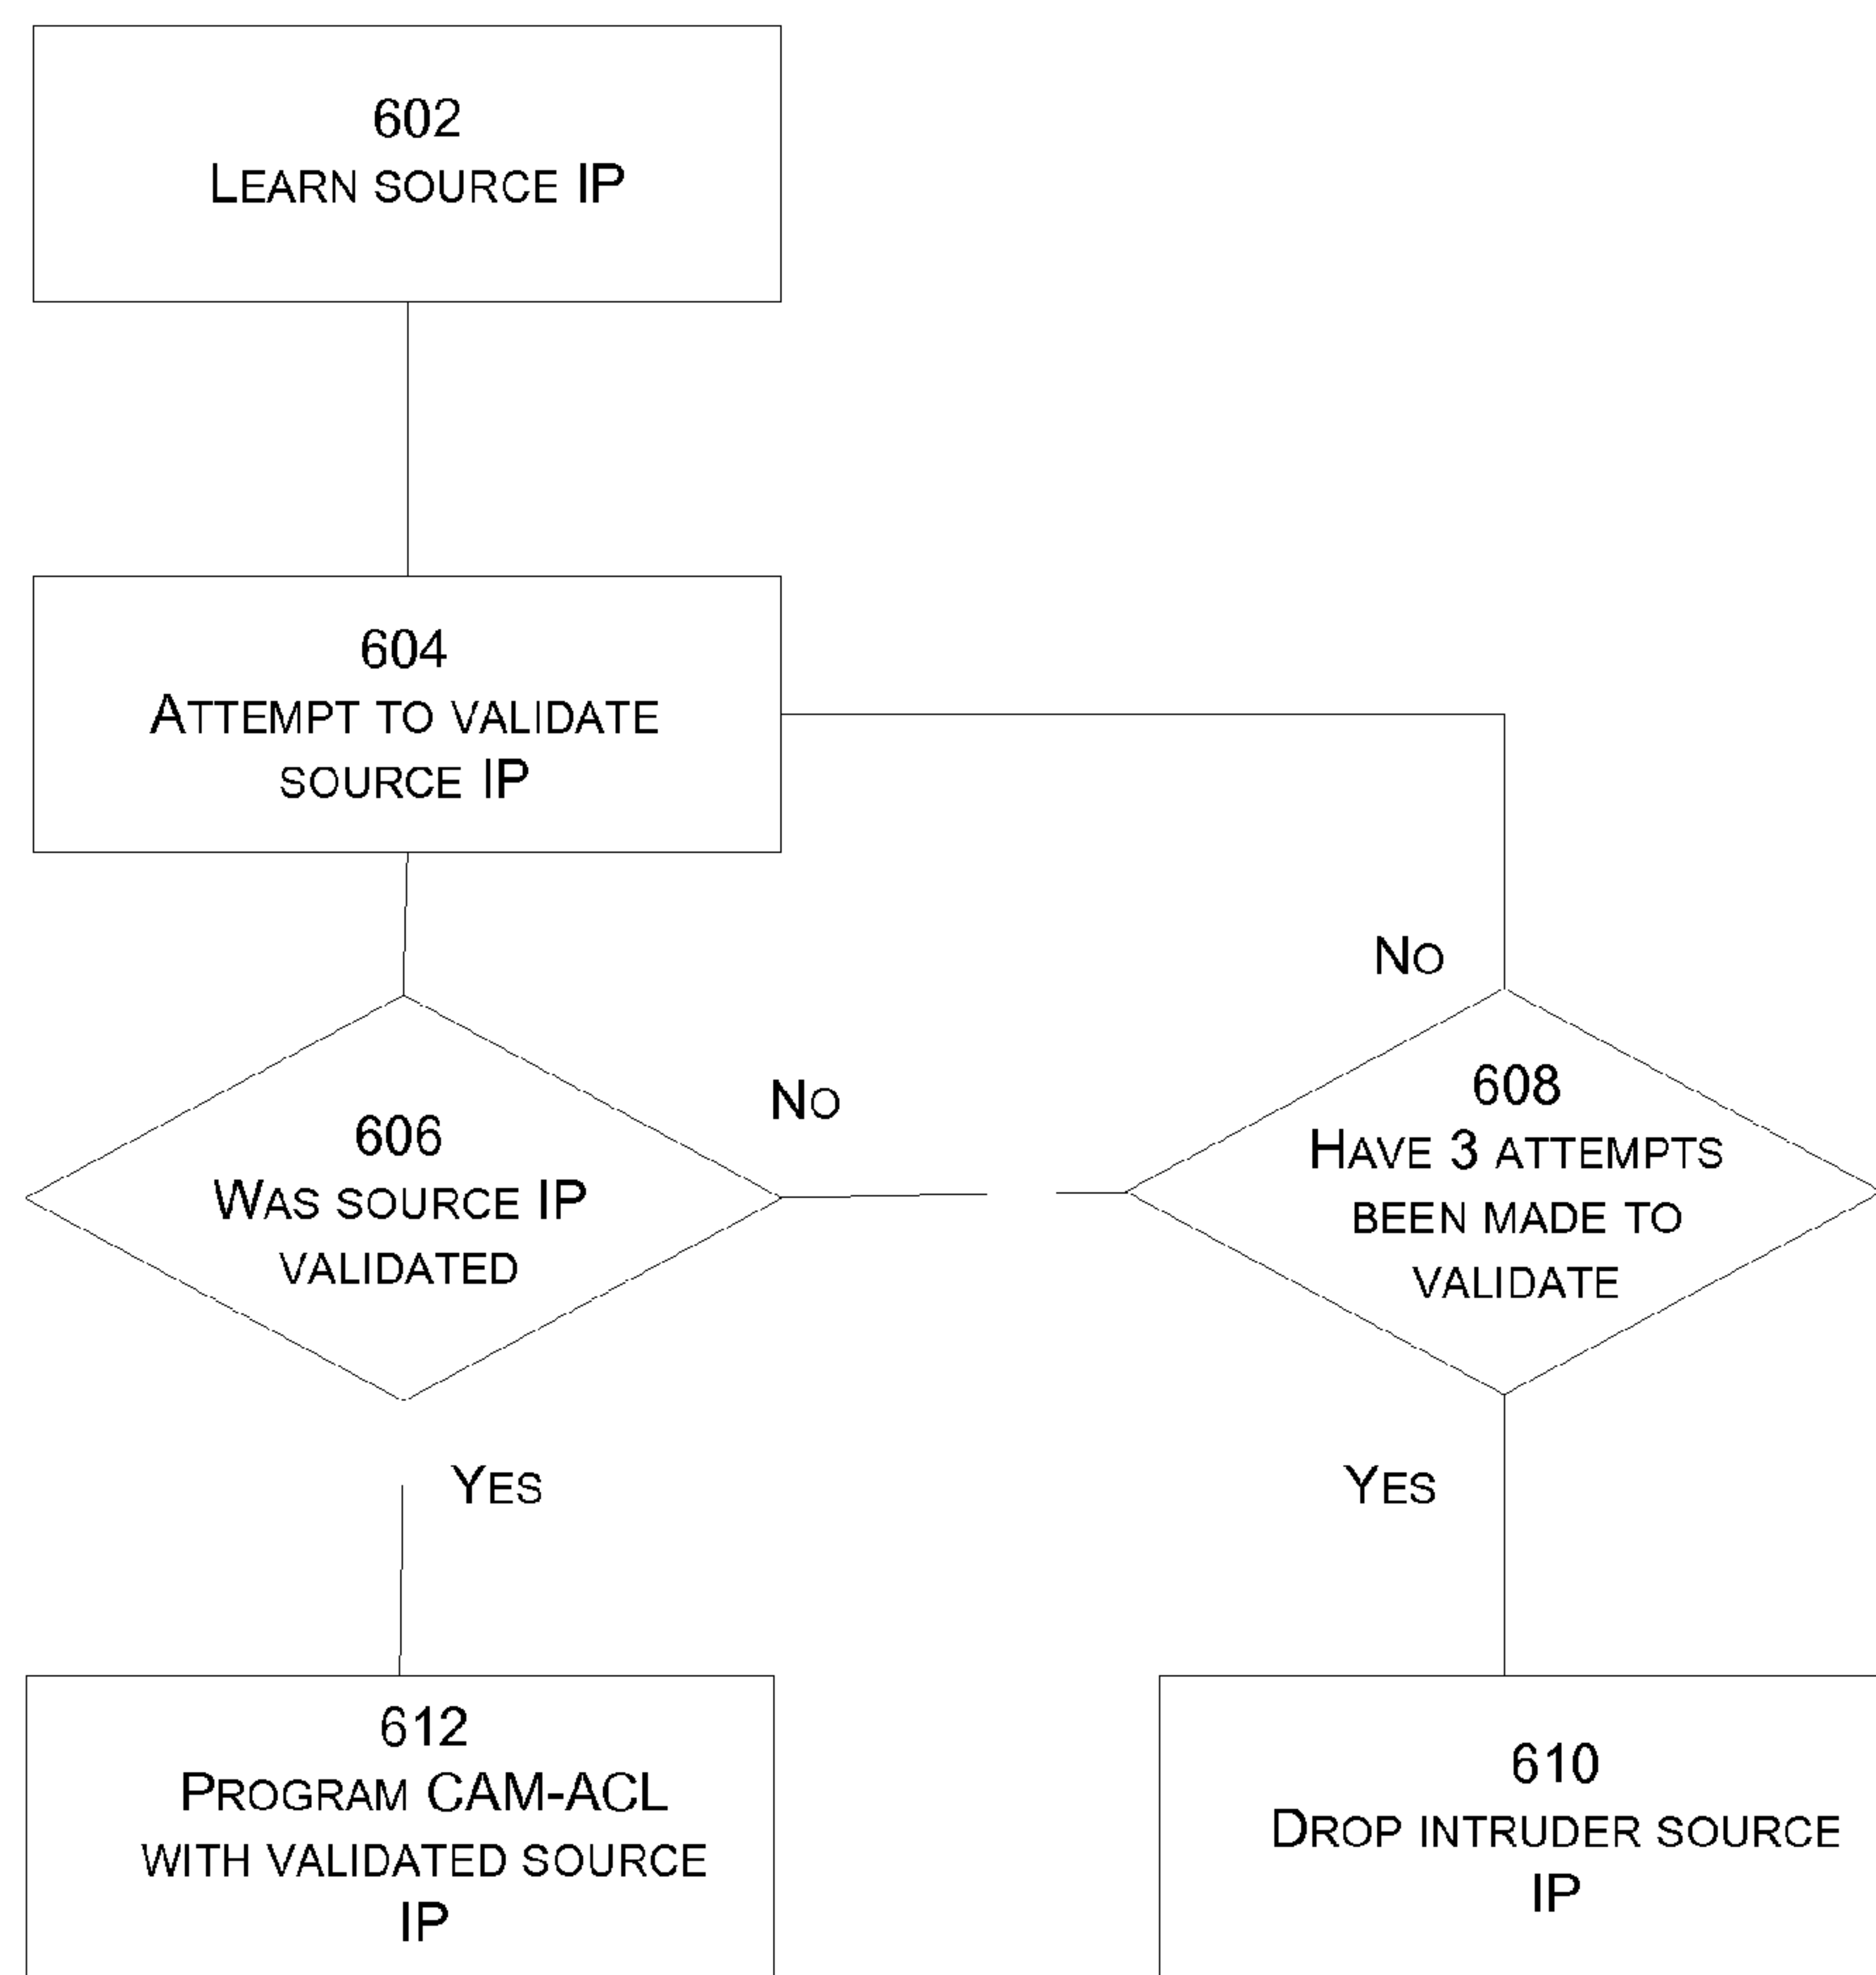 602
LEARN SOURCE IP
604
ATTEMPT TO VALIDATE
SOURCE IP
NO
606
WAS SOURCE IP
VALIDATED
NO
608
HAVE 3 ATTEMPTS
BEEN MADE TO
VALIDATE
YES
YES
612
PROGRAM CAM-ACL
WITH VALIDATED SOURCE
IP
610
DROP INTRUDER SOURCE
IP